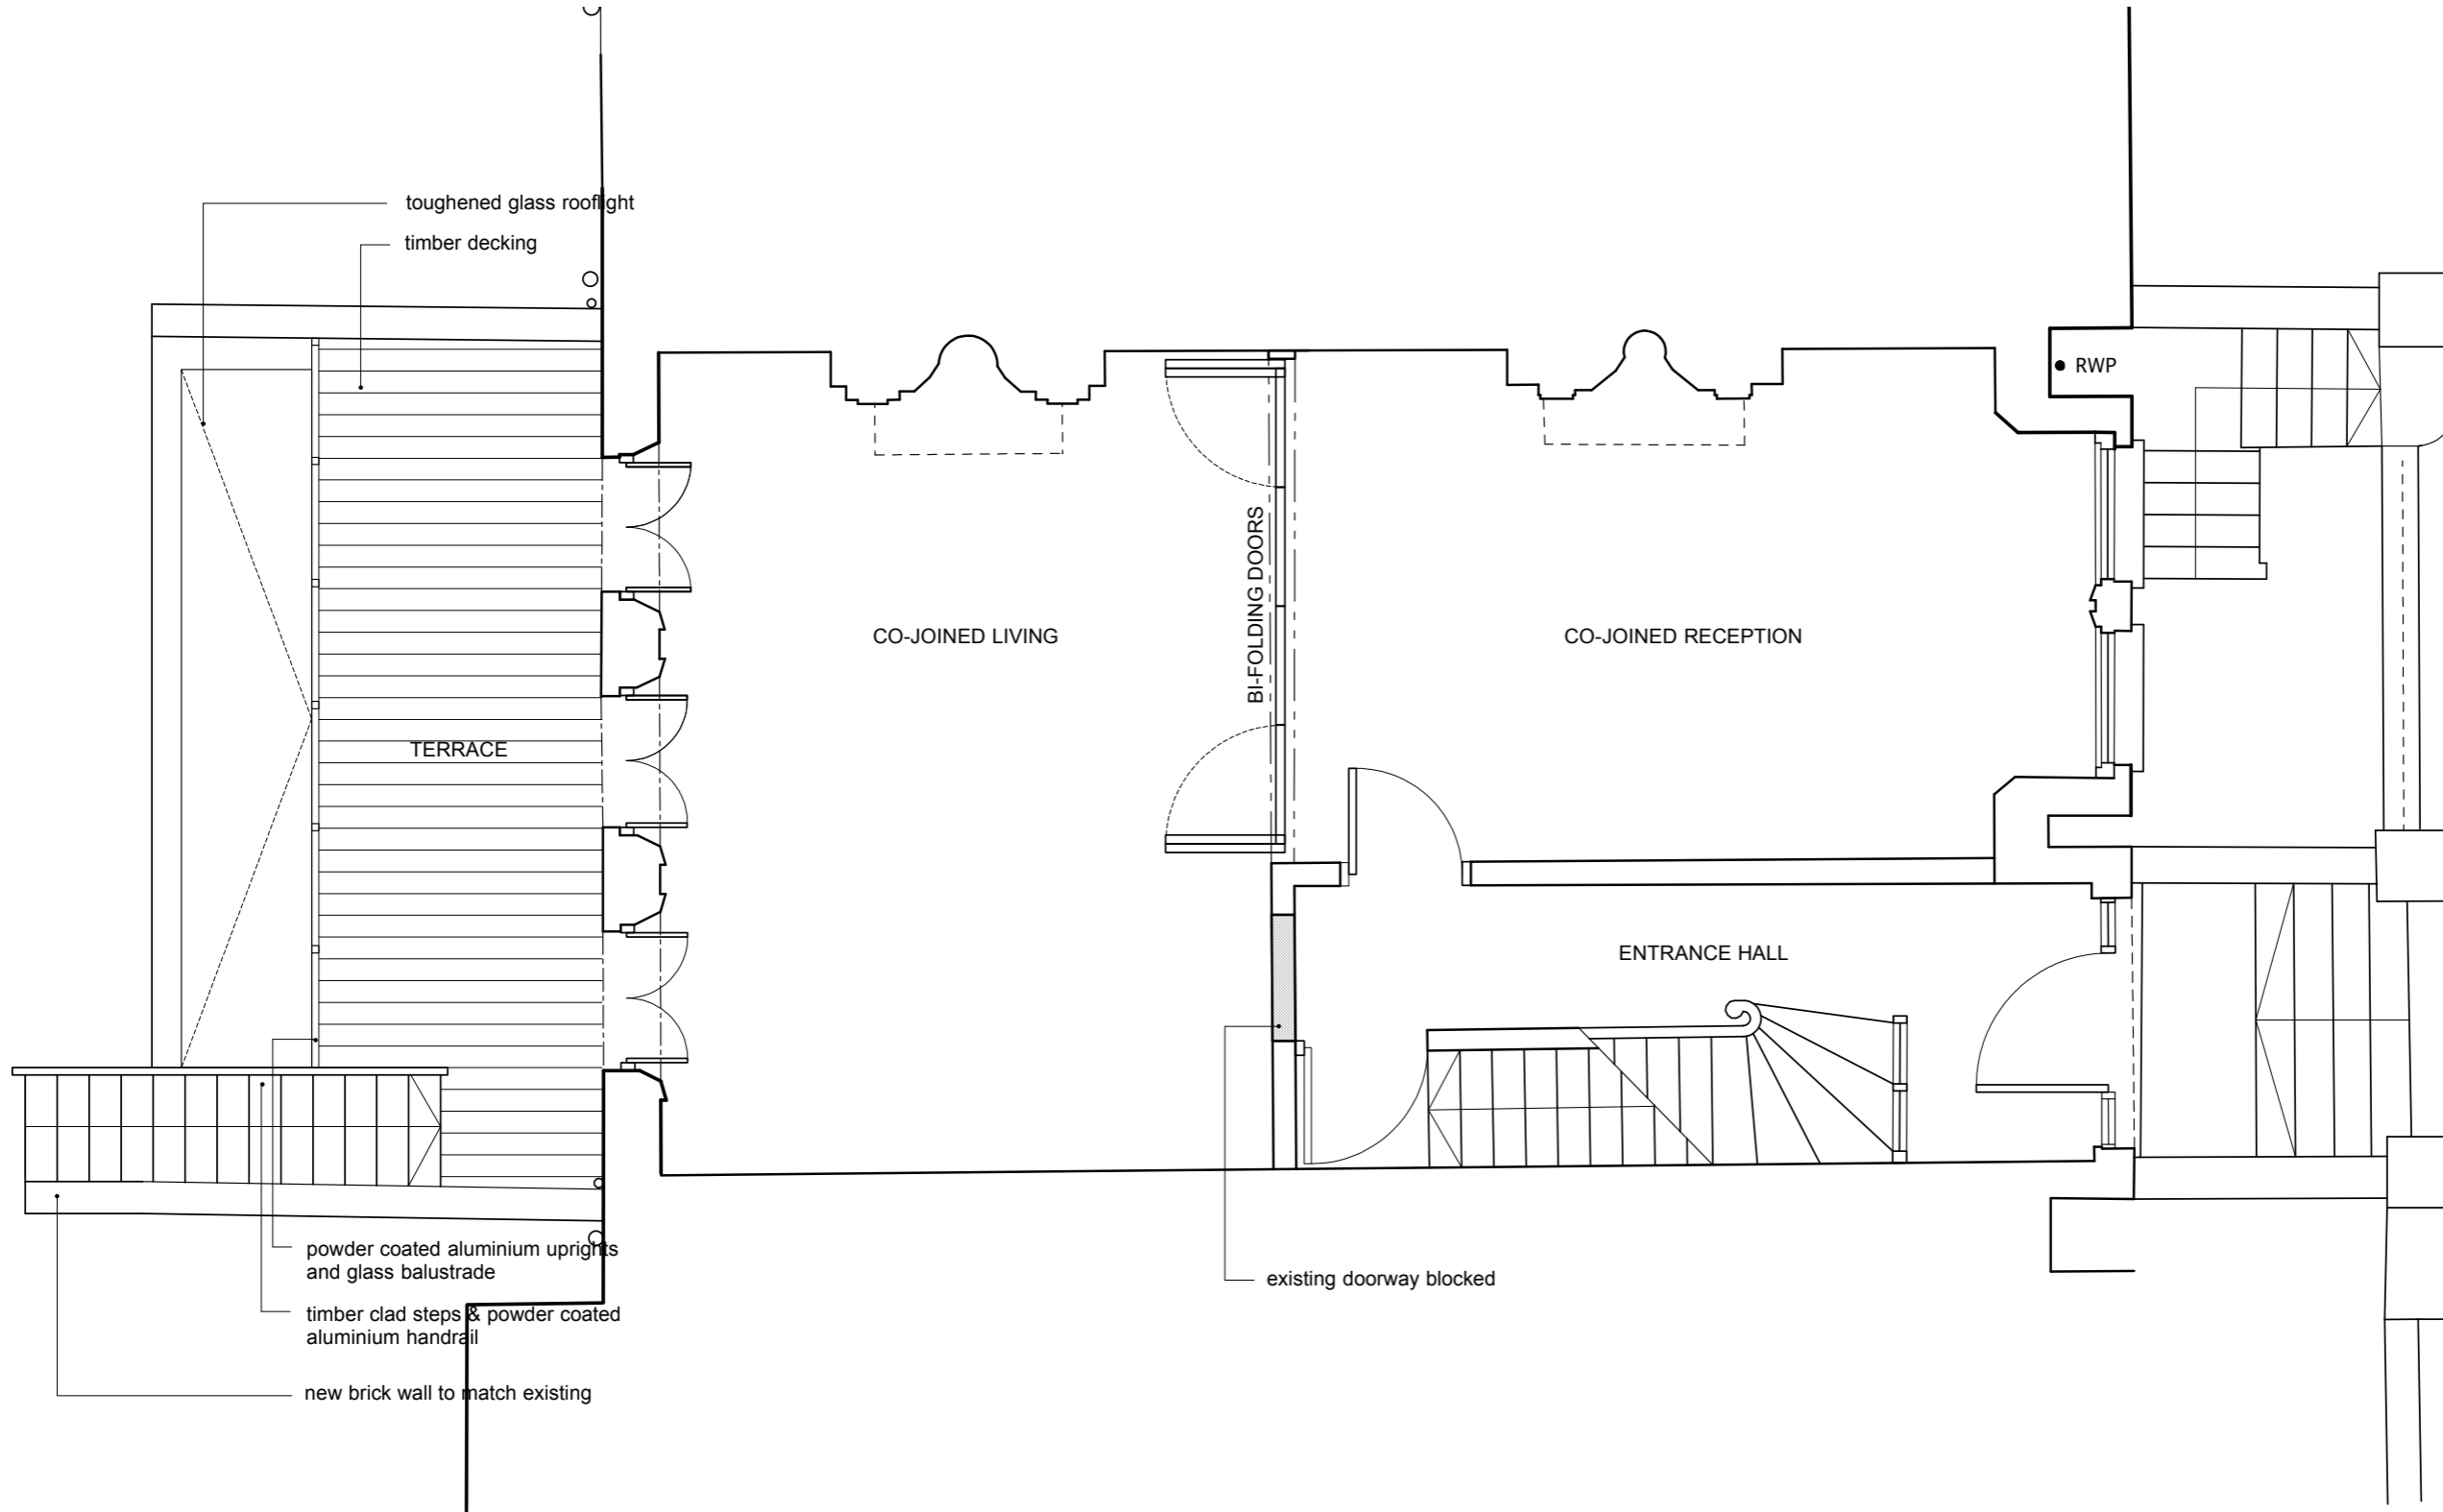 toughened glass rooflight
timber decking
RWP
CO-JOINED LIVING
BI-FOLDING DOORS
CO-JOINED RECEPTION
TERRACE
ENTRANCE HALL
powder coated aluminium uprights
and glass balustrade
existing doorway blocked
timber clad steps & powder coated
aluminium handrail
new brick wall to match existing